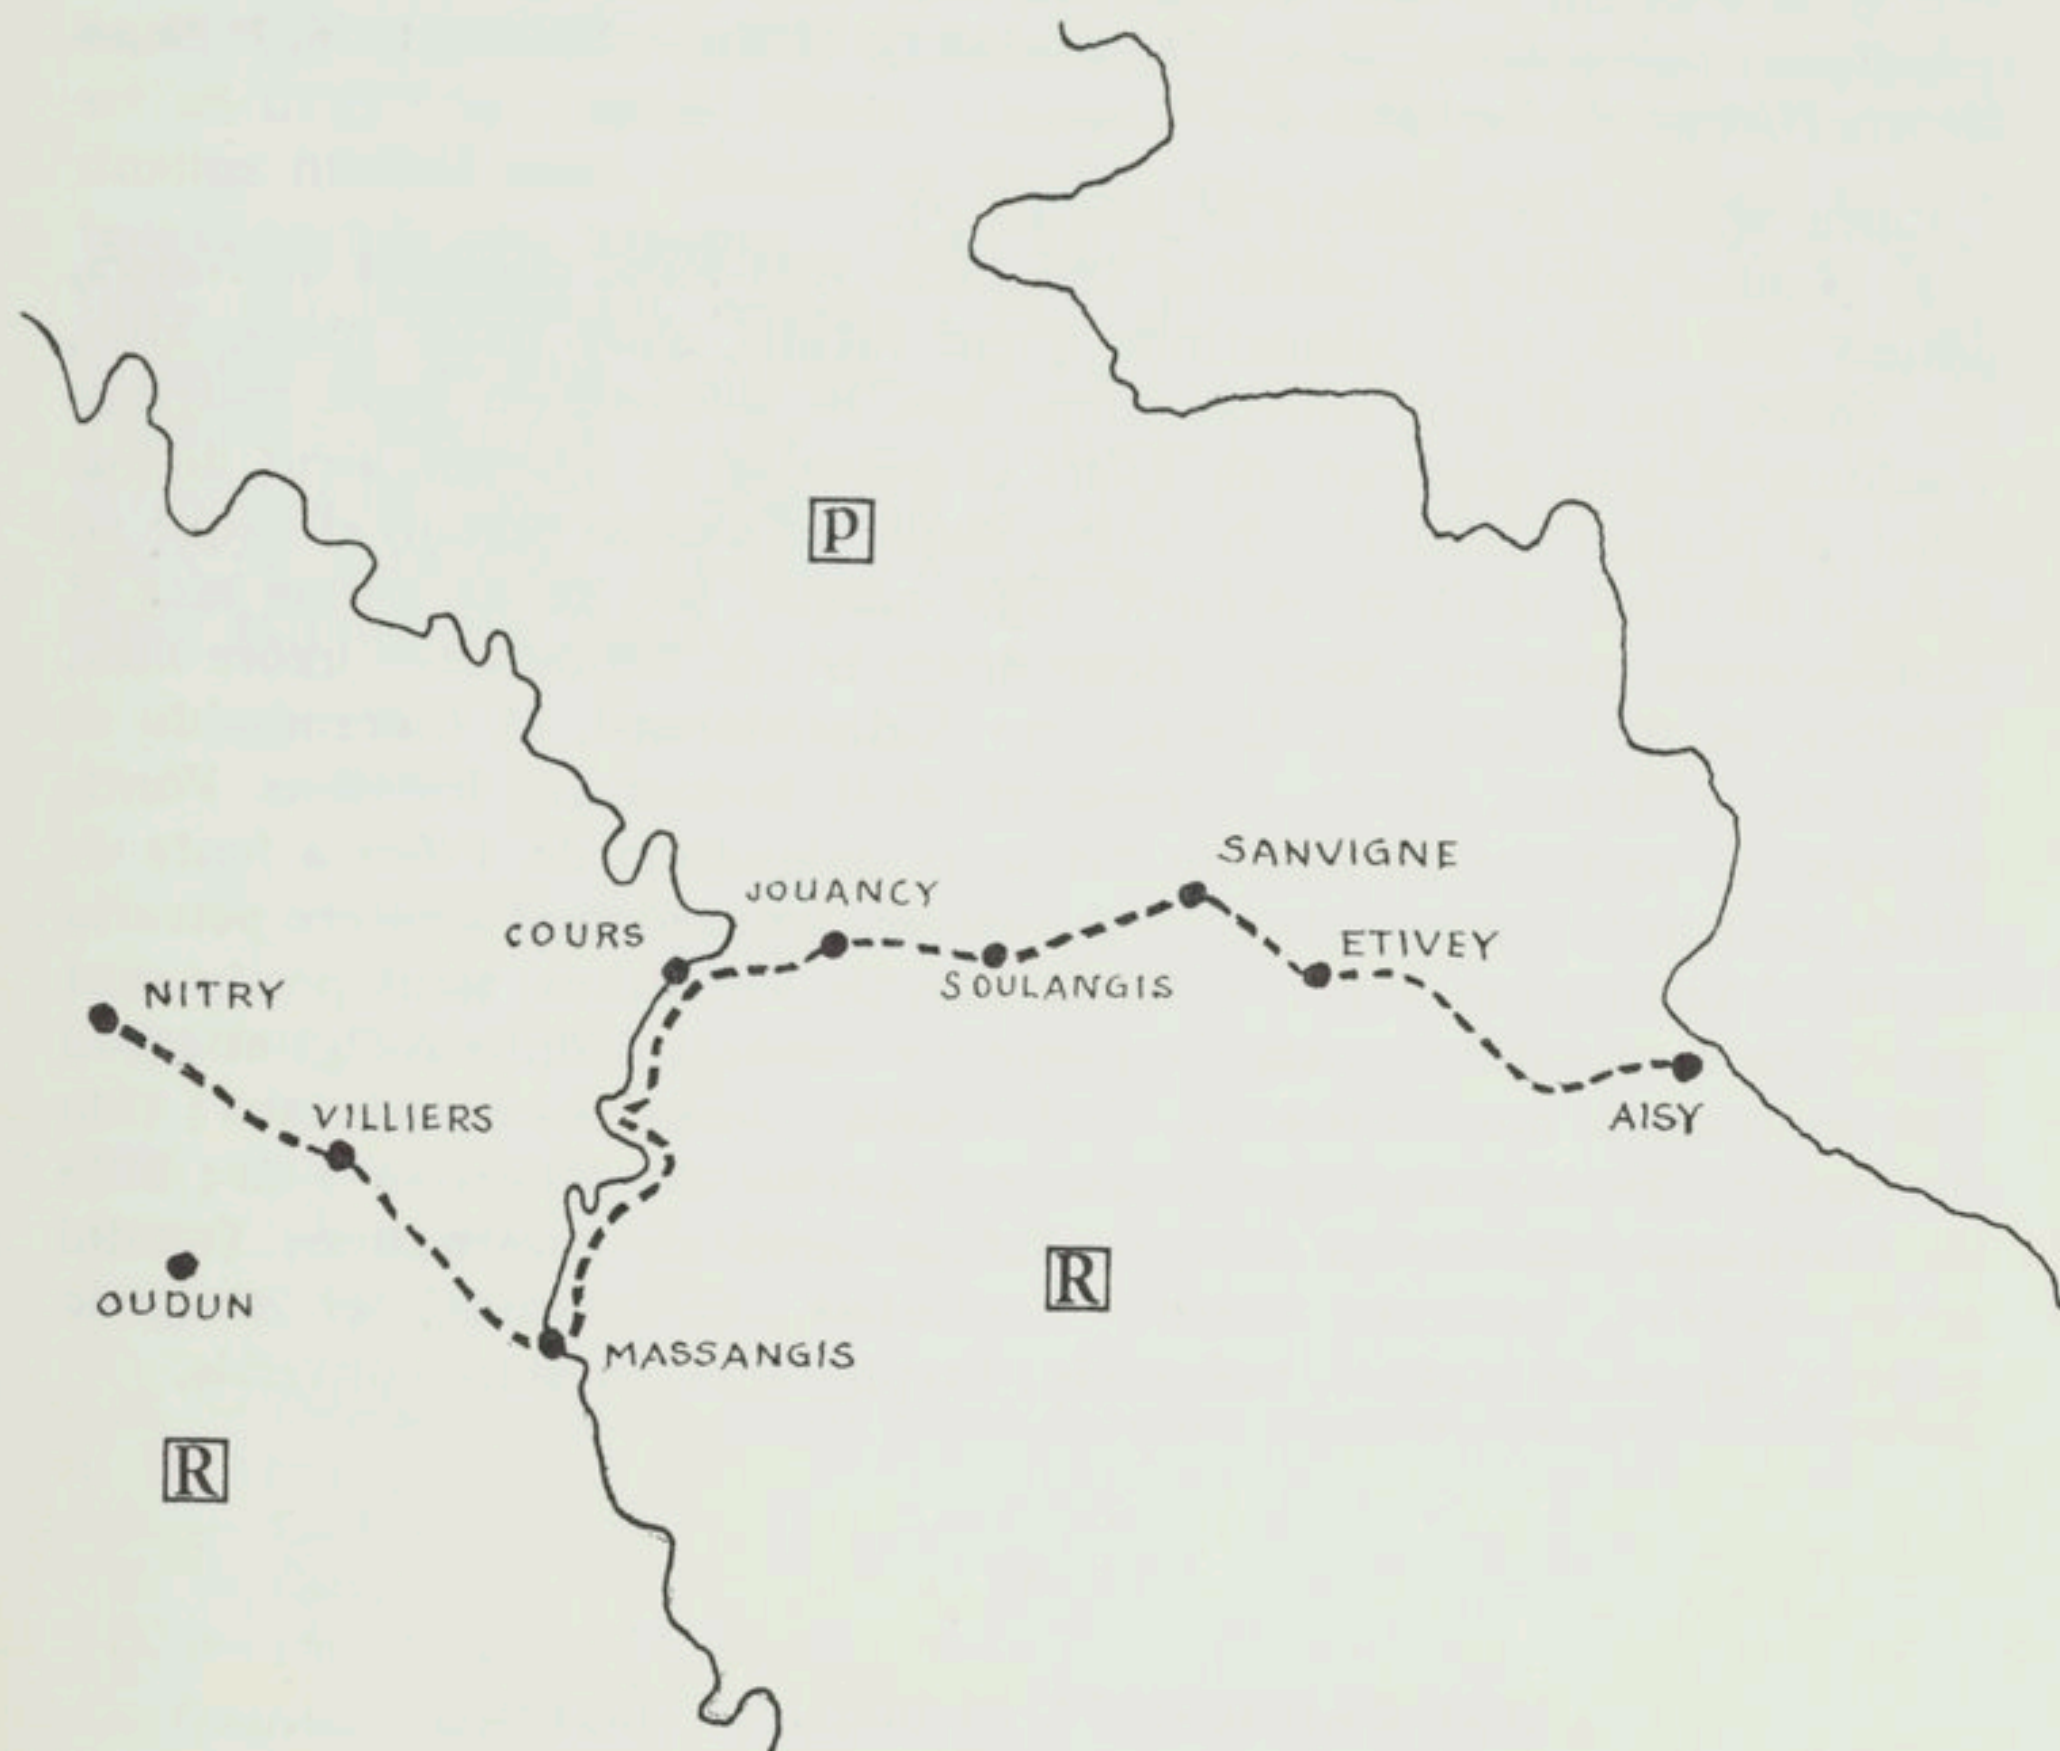 P
SANVIGNE
JOUANCY
COURS
ETIVEY
SOULANGIS
NITRY
VILLIERS
AISY
OUDUN
R
MASSANGIS
R